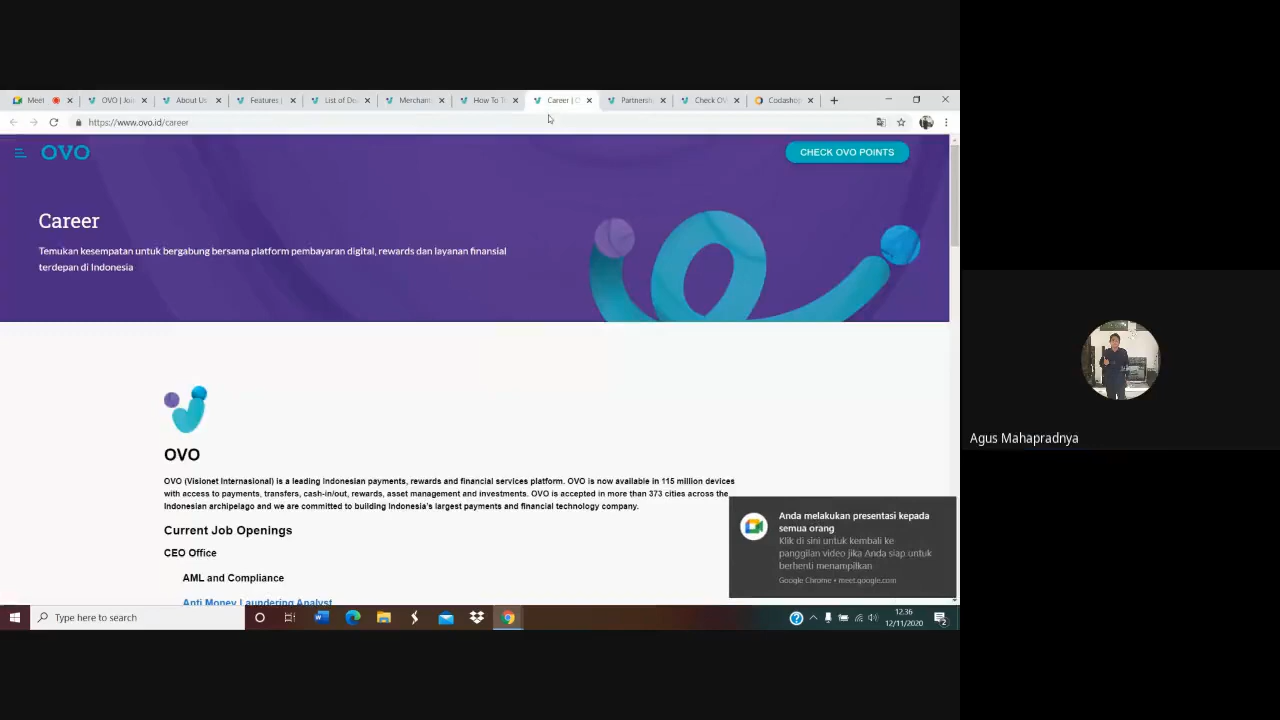 Meet
OVO | Joi
About Us
Features |
List of De
Merchan
How To T
Career | O
Partnersh
Check OV
Codashop
https://www.ovo.id/career
OVO
CHECK OVO POINTS
Career
Temukan kesempatan untuk bergabung bersama platform pembayaran digital, rewards dan layanan finansial
terdepan di Indonesia
OVO
OVO (Visionet Internasional) is a leading Indonesian payments, rewards and financial services platform. OVO is now available in 115 million devices
with access to payments, transfers, cash-in/out, rewards, asset management and investments. OVO is accepted in more than 373 cities across the
Indonesian archipelago and we are committed to building Indonesia's largest payments and financial technology company.
Current Job Openings
CEO Office
AML and Compliance
Anti Money Laundering Analyst
Anda melakukan presentasi kepada
semua orang
Klik di sini untuk kembali ke
panggilan video jika Anda siap untuk
berhenti menampilkan
Google Chrome • meet.google.com
Agus Mahapradnya
Type here to search
12.36
12/11/2020
2